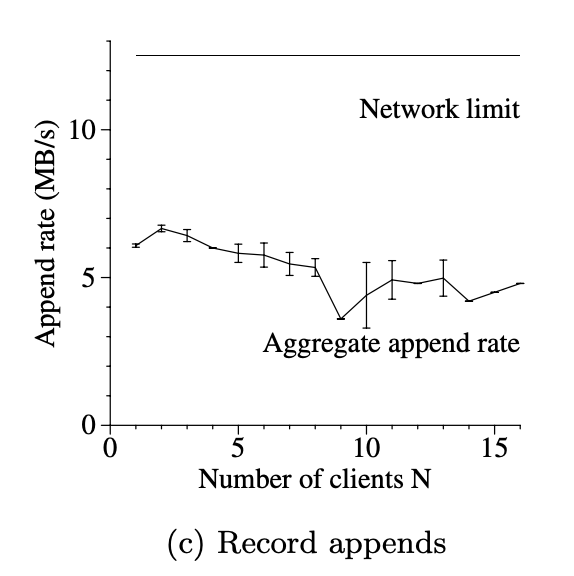 Network limit
10
Append rate (MB/s)
5
Aggregate append rate
0
0 5 10 15
Number of clients N
(c) Record appends